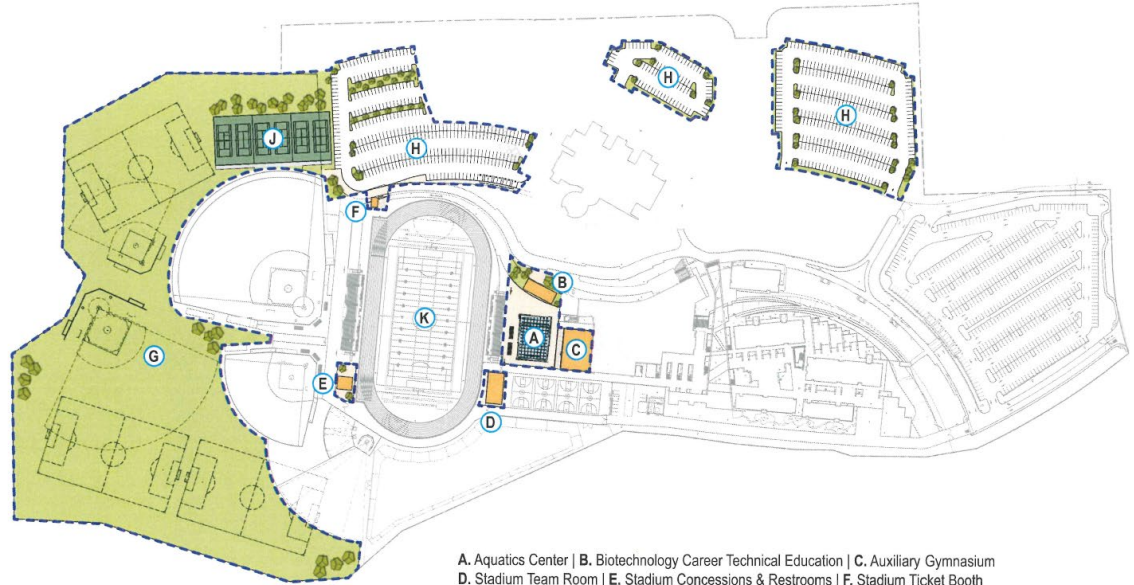 H
H
J
H
F
B
K
A
C
G
E
D
A. Aquatics Center | B. Biotechnology Career Technical Education | C. Auxiliary Gymnasium
D. Stadium Team Room | E. Stadium Concessions & Restrooms | F. Stadium Ticket Booth